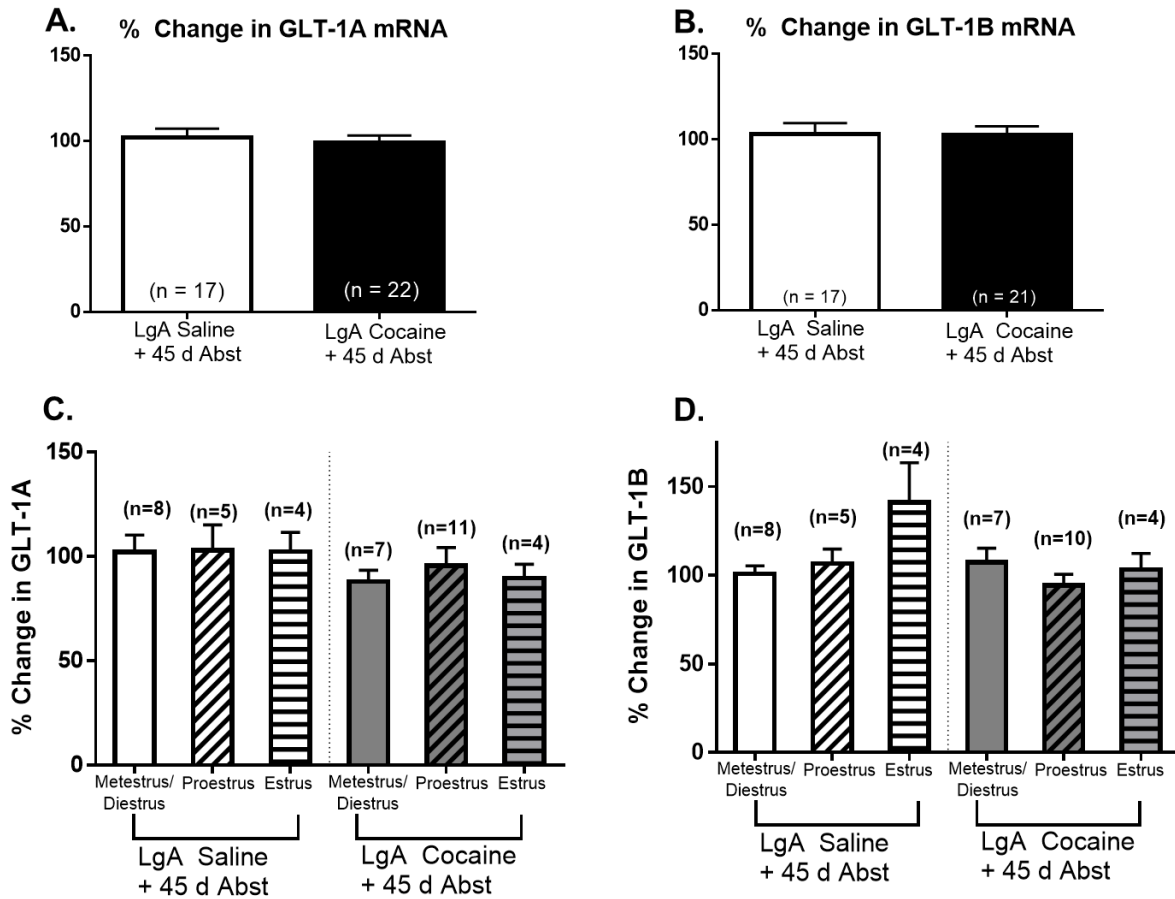 A.
% Change in GLT-1A mRNA
150
100
50
0
(n = 17)
(n = 22)
LgA Saline
+ 45 d Abst
LgA Cocaine
+ 45 d Abst
B.
% Change in GLT-1B mRNA
150
100
50
0
(n = 17)
(n = 21)
LgA Saline
+ 45 d Abst
LgA Cocaine
+ 45 d Abst
C.
% Change in GLT-1A
150
100
50
0
(n=8)
(n=5)
(n=4)
(n=7)
(n=11)
(n=4)
Metestrus/
Diestrus
Proestrus
Estrus
Metestrus/
Diestrus
Proestrus
Estrus
LgA Saline
+ 45 d Abst
LgA Cocaine
+ 45 d Abst
D.
% Change in GLT-1B
150
100
50
0
(n=8)
(n=5)
(n=4)
(n=7)
(n=10)
(n=4)
Metestrus/
Diestrus
Proestrus
Estrus
Metestrus/
Diestrus
Proestrus
Estrus
LgA Saline
+ 45 d Abst
LgA Cocaine
+ 45 d Abst